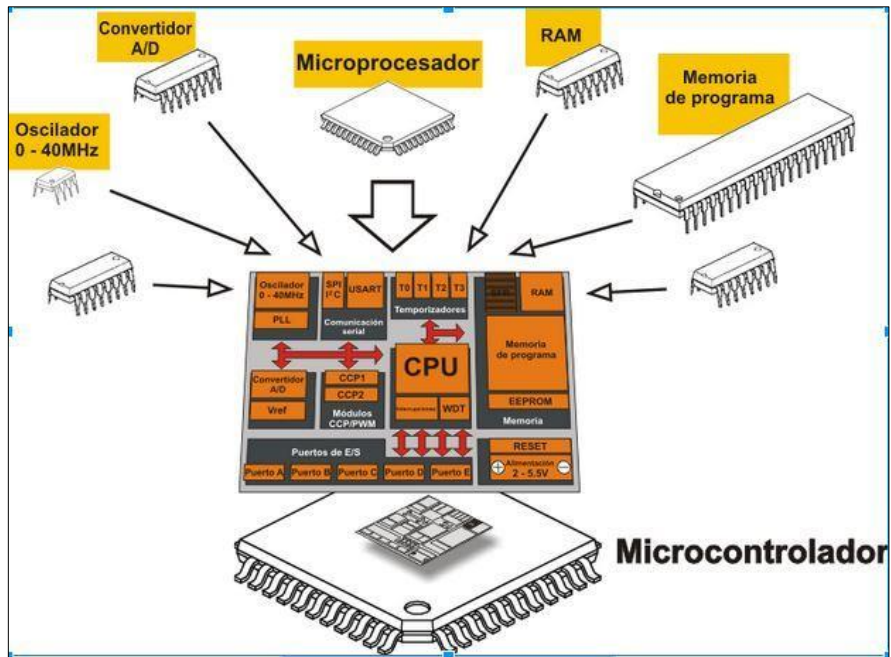 Convertidor
A/D
Microprocesador
RAM
Memoria
de programa
Oscilador
0 - 40MHz
Oscilador
0 - 40MHz
PLL
SPI
I²C
USART
Comunicación
serial
T0 T1 T2 T3
Temporizadores
RAM
Memoria
de programa
EEPROM
Memoria
CPU
Interrupciones
WDT
Convertidor
A/D
Vref
CCP1
CCP2
Módulos
CCP/PWM
Puertos de E/S
Puerto A Puerto B Puerto C Puerto D Puerto E
RESET
Alimentación
2 - 5.5V
Microcontrolador